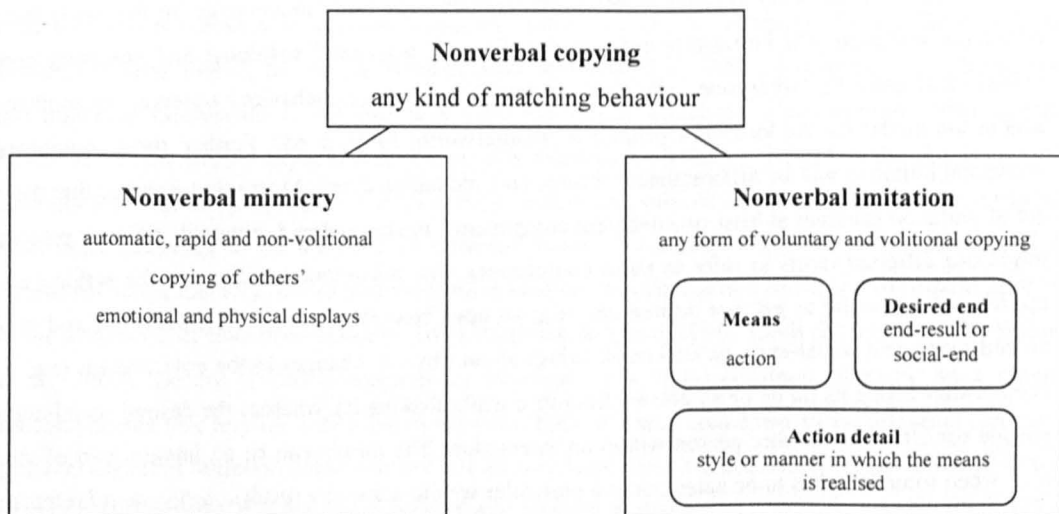 Nonverbal copying
any kind of matching behaviour
Nonverbal mimicry
automatic, rapid and non-volitional
copying of others’
emotional and physical displays
Nonverbal imitation
any form of voluntary and volitional copying
Means
action
Desired end
end-result or
social-end
Action detail
style or manner in which the means
is realised